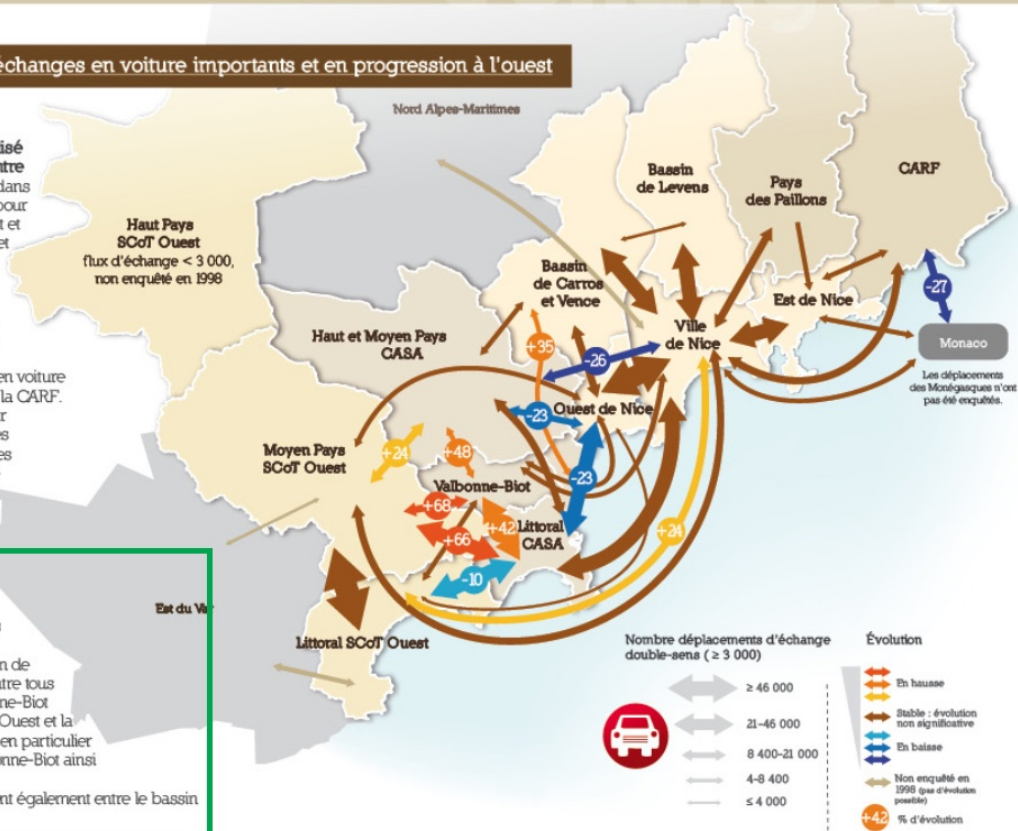 échanges en voiture importants et en progression à l'ouest
Nord Alpes-Maritimes
Haut Pays
SCoT Ouest
flux d'échange < 3 000,
non enquêté en 1998
Bassin
de Levens
Pays
des Paillons
CARF
Bassin
de Carros
et Vence
Est de Nice
Ville
de Nice
Haut et Moyen Pays
CASA
Monaco
Les déplacements
des Monégasques n'ont
pas été enquêtés.
Ouest de Nice
Moyen Pays
SCoT Ouest
Valbonne-Biot
Littoral
CASA
Littoral SCoT Ouest
Est du Var
-27
+35
-26
-23
+24
+48
-23
+68
+42
+66
+24
-10
dans
pour
et
en voiture
la CARF.
n de
tre tous
ne-Biot
Ouest et la
en particulier
onne-Biot ainsi
nt également entre le bassin
Nombre déplacements d'échange
double-sens ( ≥ 3 000)
≥ 46 000
21-46 000
8 400-21 000
4-8 400
≤ 4 000
Évolution
En hausse
Stable : évolution
non significative
En baisse
Non enquêté en
1998 (pas d'évolution
possible)
+42 % d'évolution